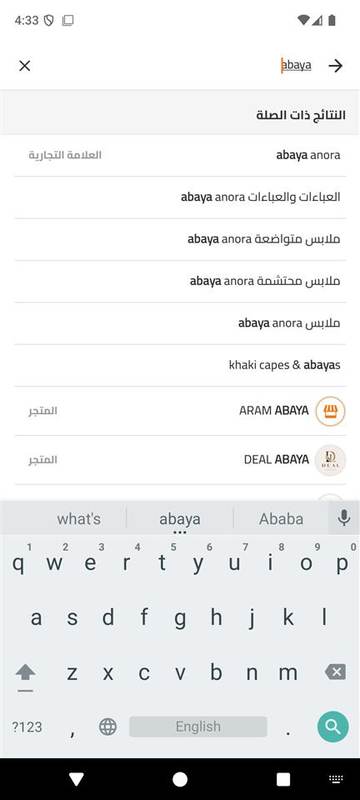 4:33
abaya
النتائج ذات الصلة
abaya anora العلامة التجارية
العباءات والعباءات abaya anora
ملابس متواضعة abaya anora
ملابس محتشمة abaya anora
ملابس abaya anora
khaki capes & abayas
ARAM ABAYA المتجر
DEAL ABAYA المتجر
DEAL
what's abaya Ababa
1 2 3 4 5 6 7 8 9 0
q w e r t y u i o p
a s d f g h j k l
z x c v b n m
?123 , English .